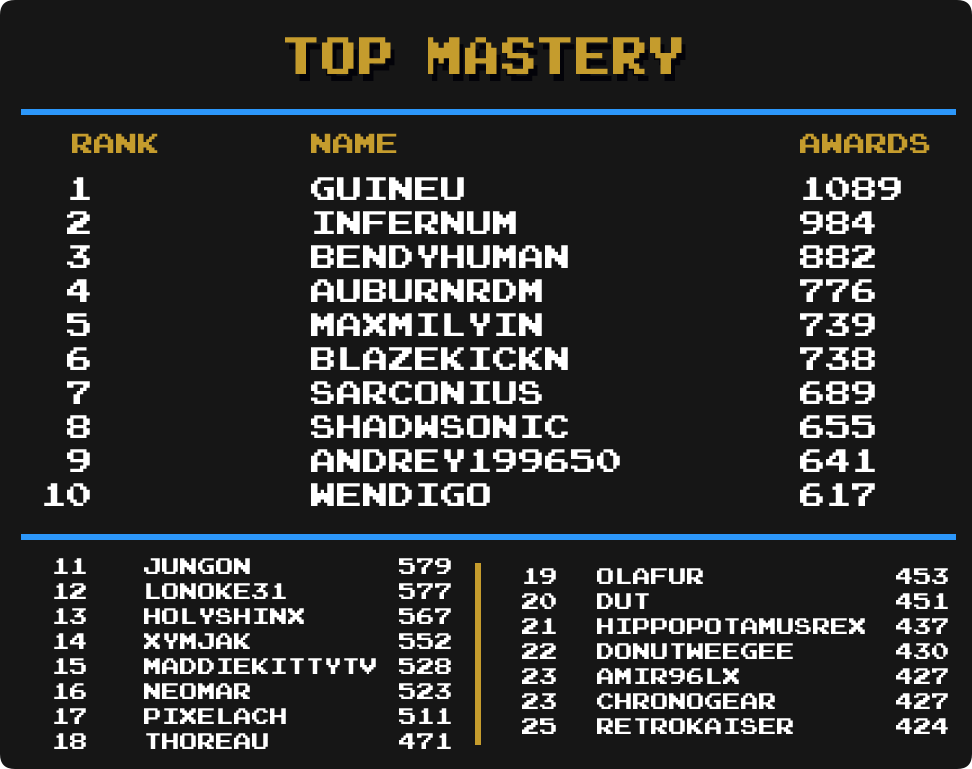 TOP MASTERY
RANK NAME AWARDS
1 GUINEU 1089
2 INFERNUM 984
3 BENDYHUMAN 882
4 AUBURNRDM 776
5 MAXMILYIN 739
6 BLAZEKICKN 738
7 SARCONIUS 689
8 SHADWSONIC 655
9 ANDREY199650 641
10 WENDIGO 617
11 JUNGON 579
12 LONOKE31 577
13 HOLYSHINX 567
14 XYMJAK 552
15 MADDIEKITTYTV 528
16 NEOMAR 523
17 PIXELACH 511
18 THOREAU 471
19 OLAFUR 453
20 DUT 451
21 HIPPOPOTAMUSREX 437
22 DONUTWEEGEE 430
23 AMIR96LX 427
23 CHRONOGEAR 427
25 RETROKAISER 424